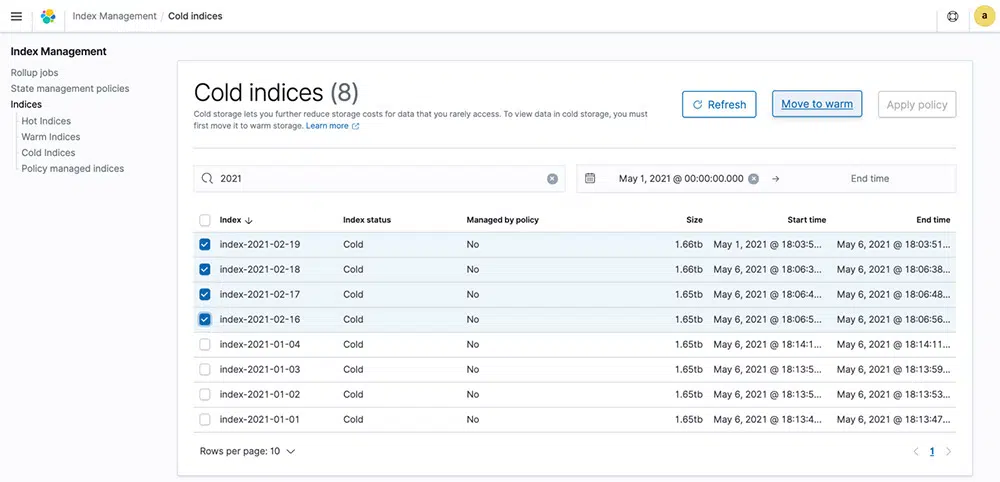 Index Management / Cold indices
a
Index Management
Rollup jobs
State management policies
Indices
Hot Indices
Warm Indices
Cold Indices
Policy managed indices
Cold indices (8)
Cold storage lets you further reduce storage costs for data that you rarely access. To view data in cold storage, you must
first move it to warm storage. Learn more
Refresh
Move to warm
Apply policy
2021
May 1, 2021 @ 00:00:00.000 → End time
Index ↓ Index status Managed by policy Size Start time End time
index-2021-02-19 Cold No 1.66tb May 1, 2021 @ 18:03:5... May 6, 2021 @ 18:03:51...
index-2021-02-18 Cold No 1.66tb May 6, 2021 @ 18:06:3... May 6, 2021 @ 18:06:38...
index-2021-02-17 Cold No 1.65tb May 6, 2021 @ 18:06:4... May 6, 2021 @ 18:06:48...
index-2021-02-16 Cold No 1.65tb May 6, 2021 @ 18:06:5... May 6, 2021 @ 18:06:56...
index-2021-01-04 Cold No 1.65tb May 6, 2021 @ 18:14:1... May 6, 2021 @ 18:14:11...
index-2021-01-03 Cold No 1.65tb May 6, 2021 @ 18:13:5... May 6, 2021 @ 18:13:59...
index-2021-01-02 Cold No 1.65tb May 6, 2021 @ 18:13:5... May 6, 2021 @ 18:13:53...
index-2021-01-01 Cold No 1.65tb May 6, 2021 @ 18:13:4... May 6, 2021 @ 18:13:47...
Rows per page: 10
1